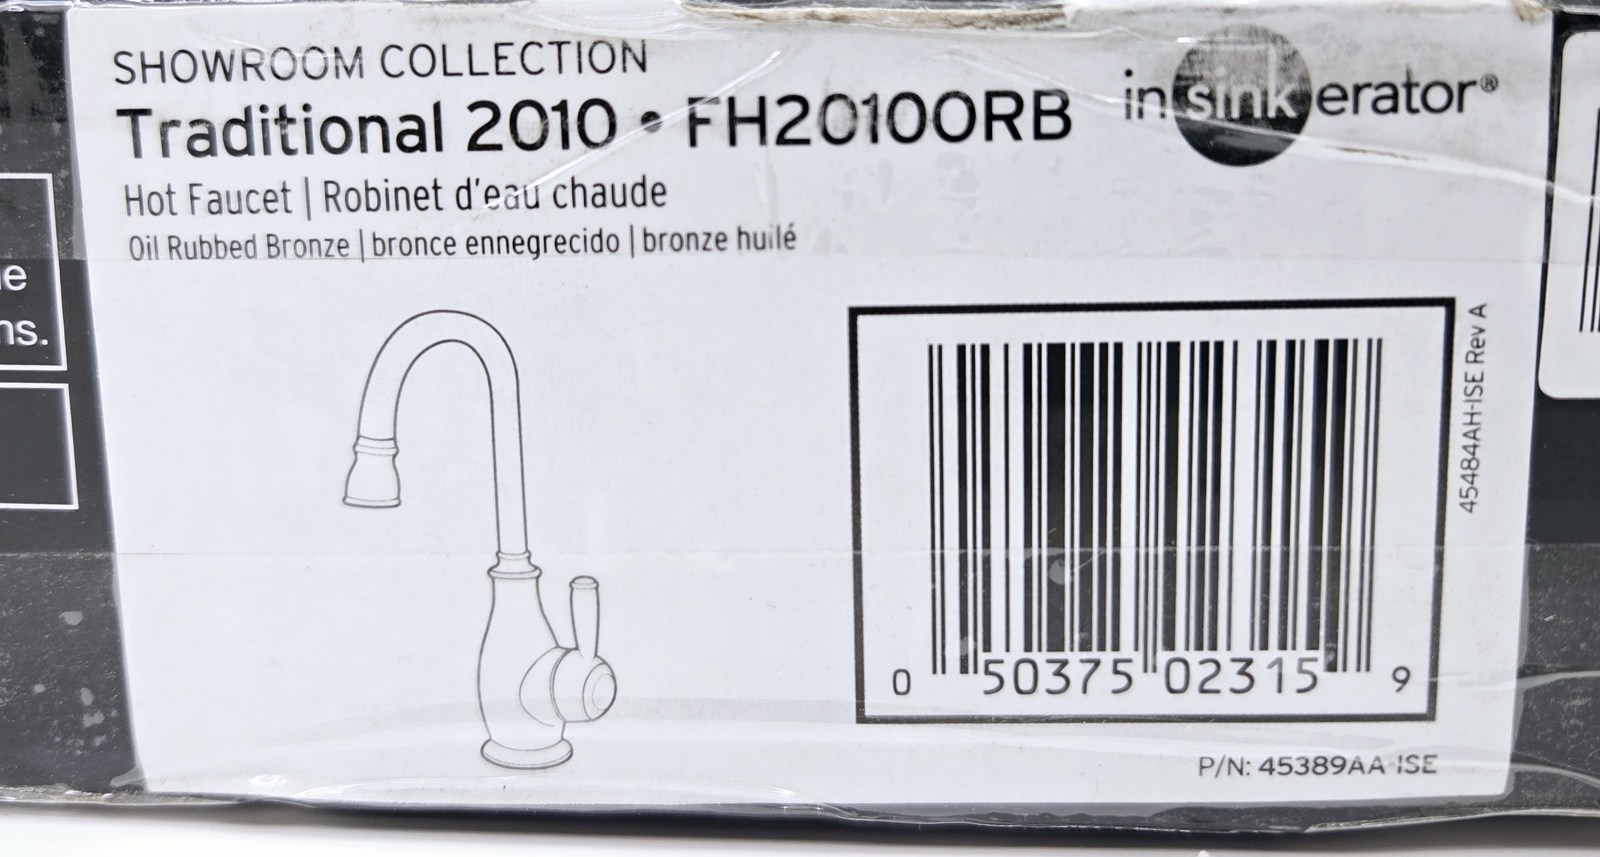 SHOWROOM COLLECTION
Traditional 2010 • FH2010ORB
insinkerator®
Hot Faucet | Robinet d'eau chaude
Oil Rubbed Bronze | bronce ennegrecido | bronze huilé
ns.
45484AH-ISE Rev A
0 50375 02315 9
P/N: 45389AA-ISE